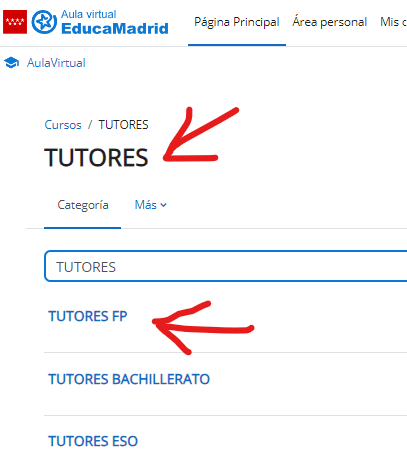 Aula virtual
EducaMadrid
Página Principal Área personal Mis c
AulaVirtual
Cursos / TUTORES
TUTORES
Categoría Más
TUTORES
TUTORES FP
TUTORES BACHILLERATO
TUTORES ESO